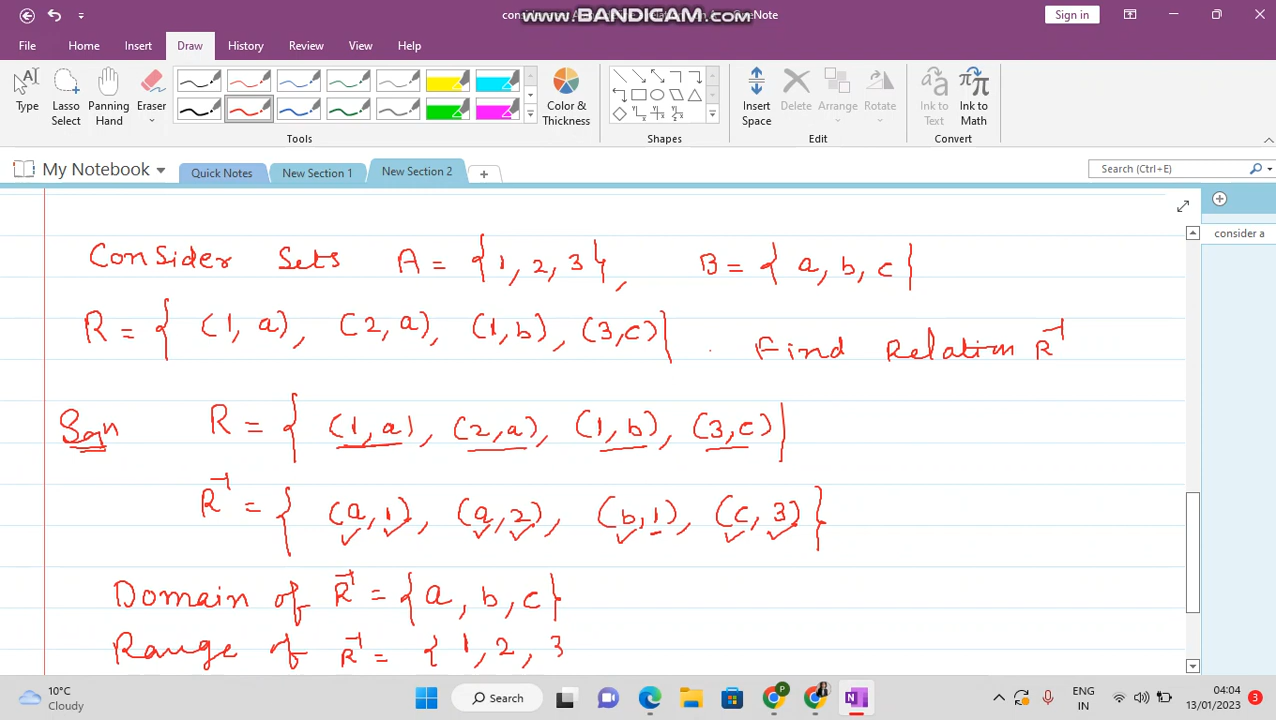 www.BANDICAM.com
consi
eNote
Sign in
File Home Insert Draw History Review View Help
Type
Lasso Select
Panning Hand
Eraser
Color & Thickness
Insert Space
Delete
Arrange
Rotate
Ink to Text
Ink to Math
Tools
Shapes
Edit
Convert
My Notebook
Quick Notes
New Section 1
New Section 2
Search (Ctrl+E)
consider a
Consider Sets A = {1, 2, 3}, B = {a, b, c}
R = {(1, a), (2, a), (1, b), (3, c)} . Find Relation R⁻¹
Soln R = {(1, a), (2, a), (1, b), (3, c)}
R⁻¹ = {(a, 1), (a, 2), (b, 1), (c, 3)}
Domain of R⁻¹ = {a, b, c}
Range of R⁻¹ = {1, 2, 3
10°C
Cloudy
Search
ENG
IN
04:04
13/01/2023
3